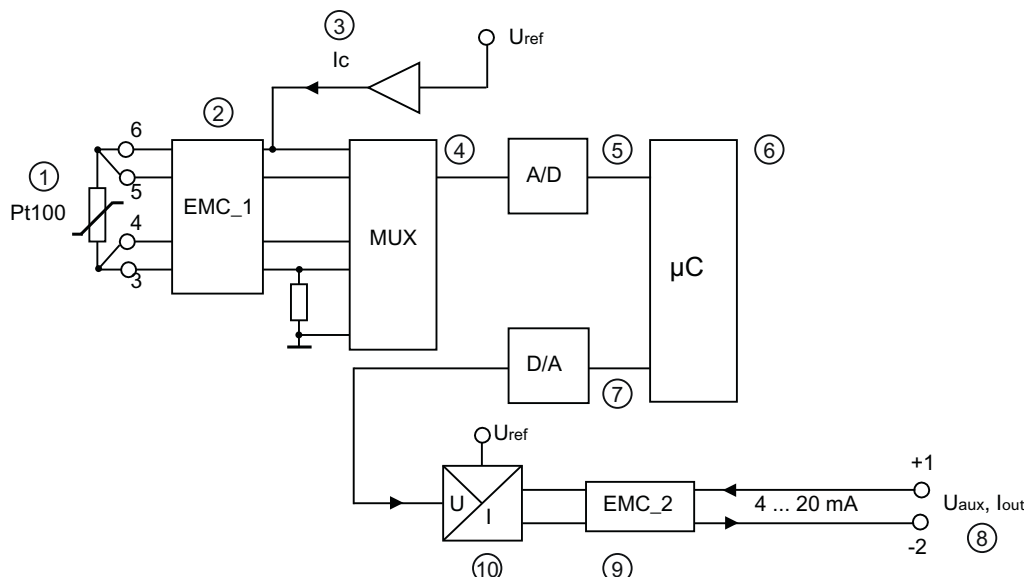 ③
Ic
Uref
②
6
①
Pt100
5
4
3
EMC_1
MUX
④
A/D
⑤
⑥
µC
D/A
⑦
Uref
U
I
EMC_2
+1
4 ... 20 mA
Uaux, Iout
-2
⑧
⑩
⑨